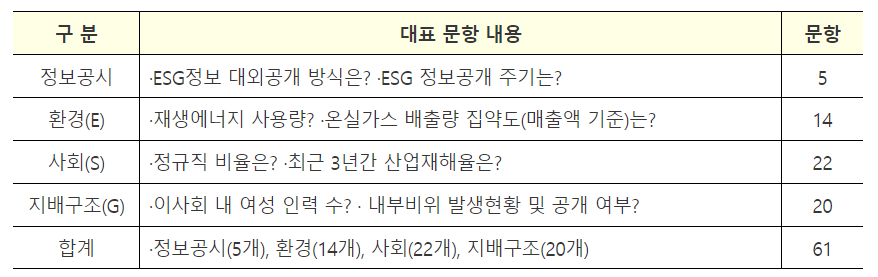 구 분 대표 문항 내용 문항
정보공시 ·ESG정보 대외공개 방식은? ·ESG 정보공개 주기는? 5
환경(E) ·재생에너지 사용량? ·온실가스 배출량 집약도(매출액 기준)는? 14
사회(S) ·정규직 비율은? ·최근 3년간 산업재해율은? 22
지배구조(G) ·이사회 내 여성 인력 수? · 내부비위 발생현황 및 공개 여부? 20
합계 ·정보공시(5개), 환경(14개), 사회(22개), 지배구조(20개) 61